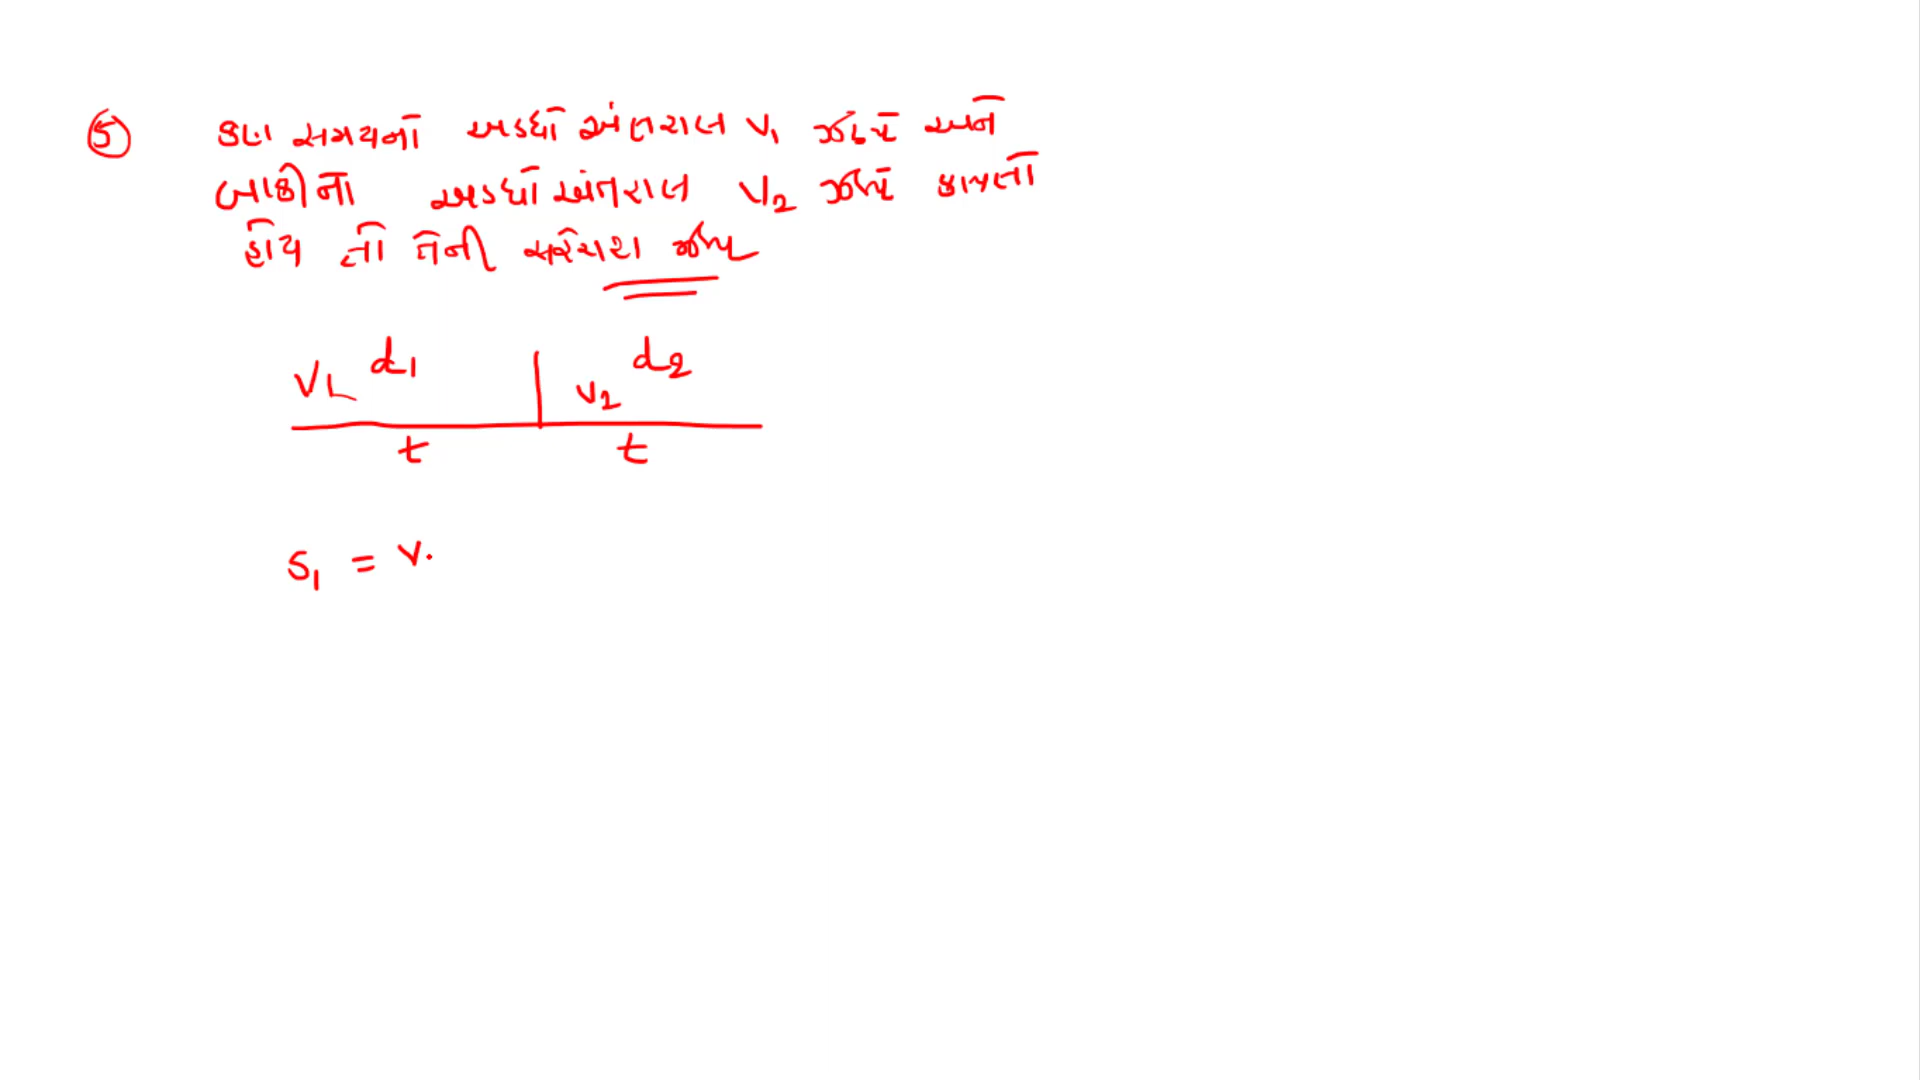 5 કણ સમયનો અડધો અંતરાલ V₁ ઝડપે અને
બાકીનો અડધો અંતરાલ V₂ ઝડપે કાપતો
હોય તો તેની સરેરાશ ઝડપ
V₁ d₁ | V₂ d₂
t t
S₁ = V.